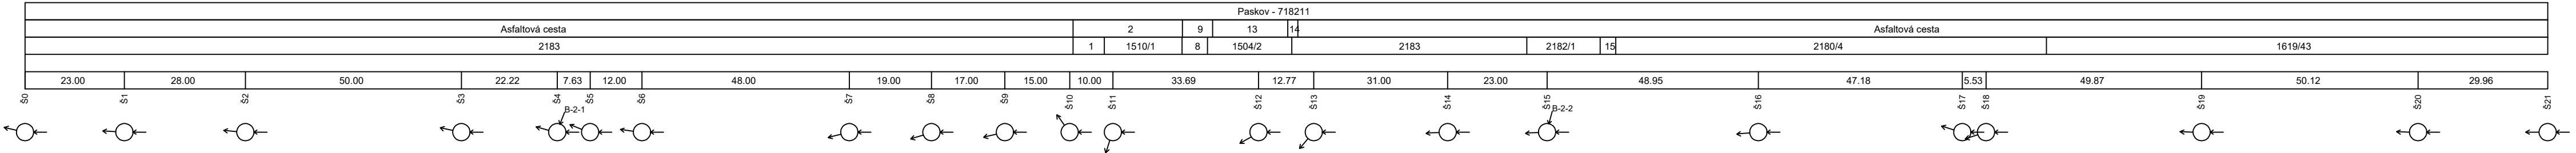 Paskov - 718211
Asfaltová cesta 2 9 13 14 Asfaltová cesta
2183 1 1510/1 8 1504/2 2183 2182/1 15 2180/4 1619/43
23.00 28.00 50.00 22.22 7.63 12.00 48.00 19.00 17.00 15.00 10.00 33.69 12.77 31.00 23.00 48.95 47.18 5.53 49.87 50.12 29.96
Š0 Š1 Š2 Š3 Š4 Š5 Š6 Š7 Š8 Š9 Š10 Š11 Š12 Š13 Š14 Š15 Š16 Š17 Š18 Š19 Š20 Š21
B-2-1 B-2-2